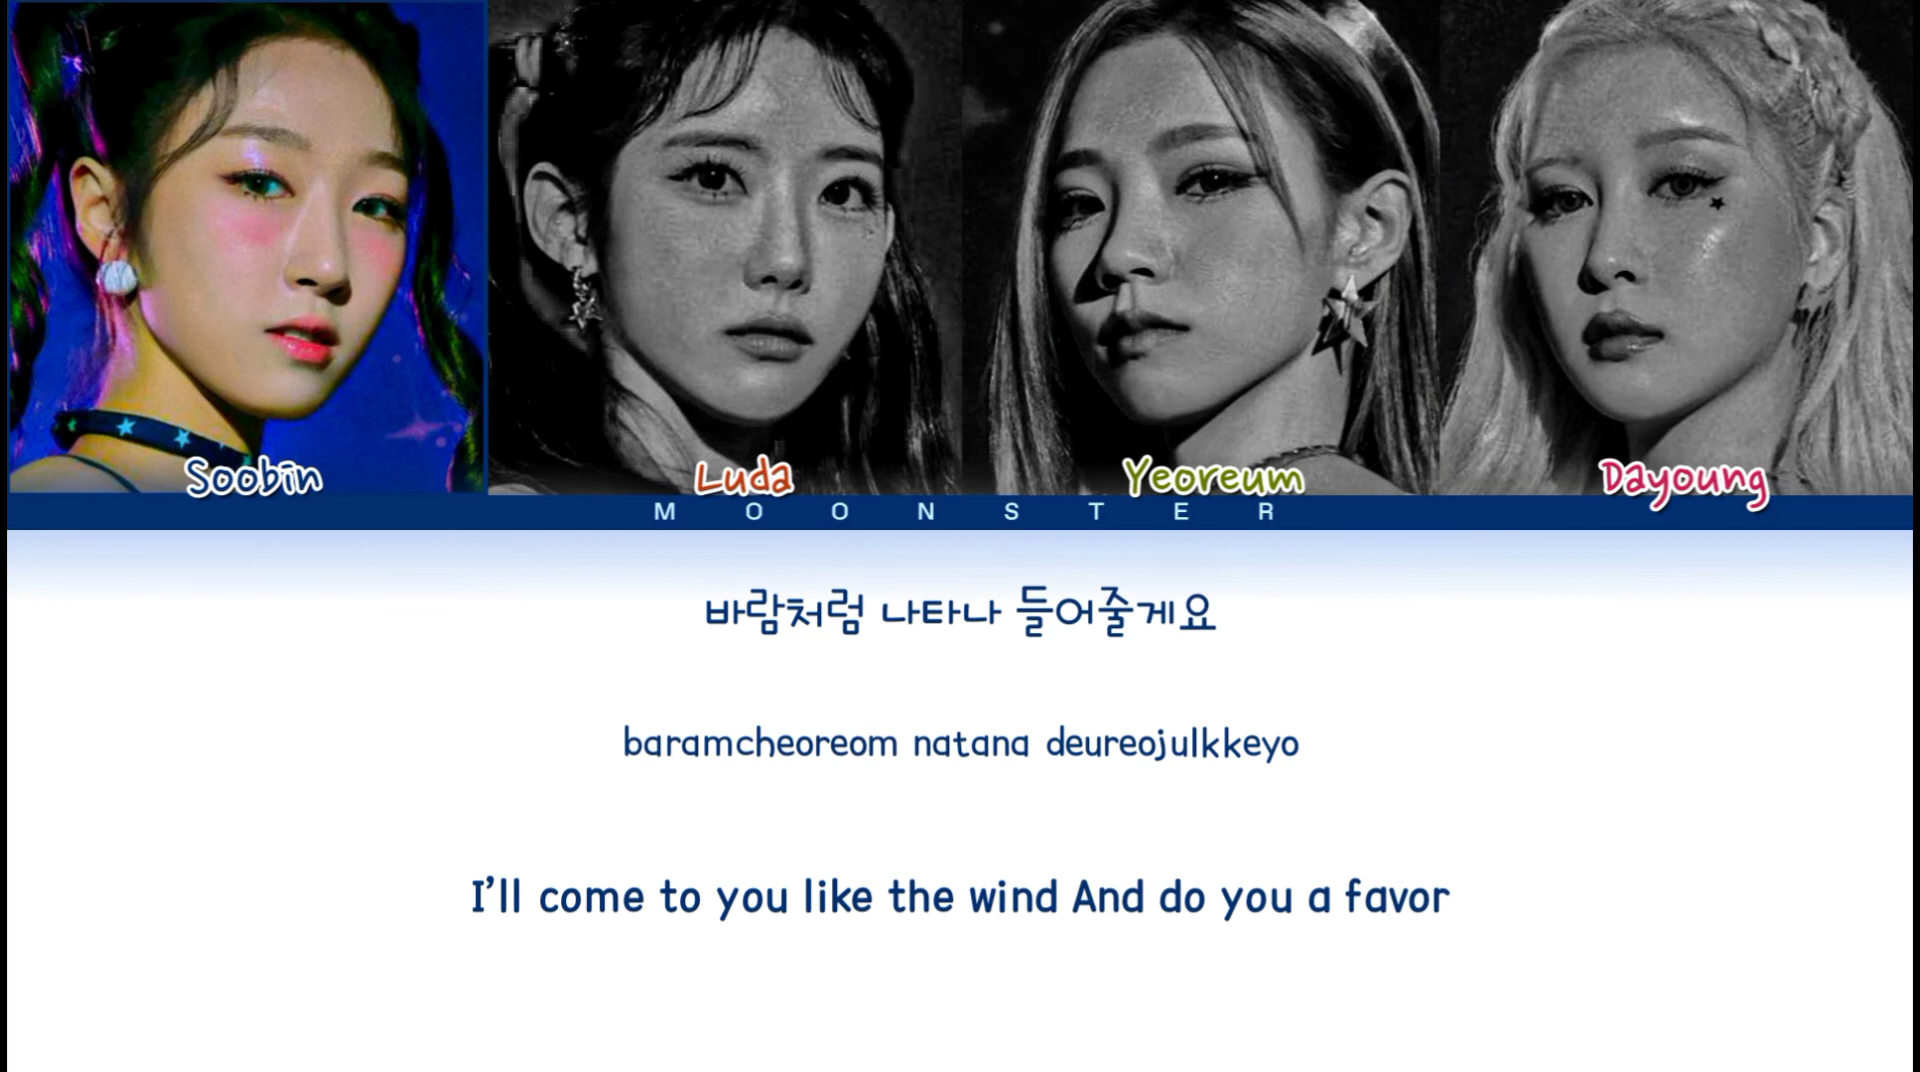 Soobin Luda Yeoreum Dayoung
MOONSTER
바람처럼 나타나 들어줄게요
baramcheoreom natana deureojulkkeyo
I'll come to you like the wind And do you a favor